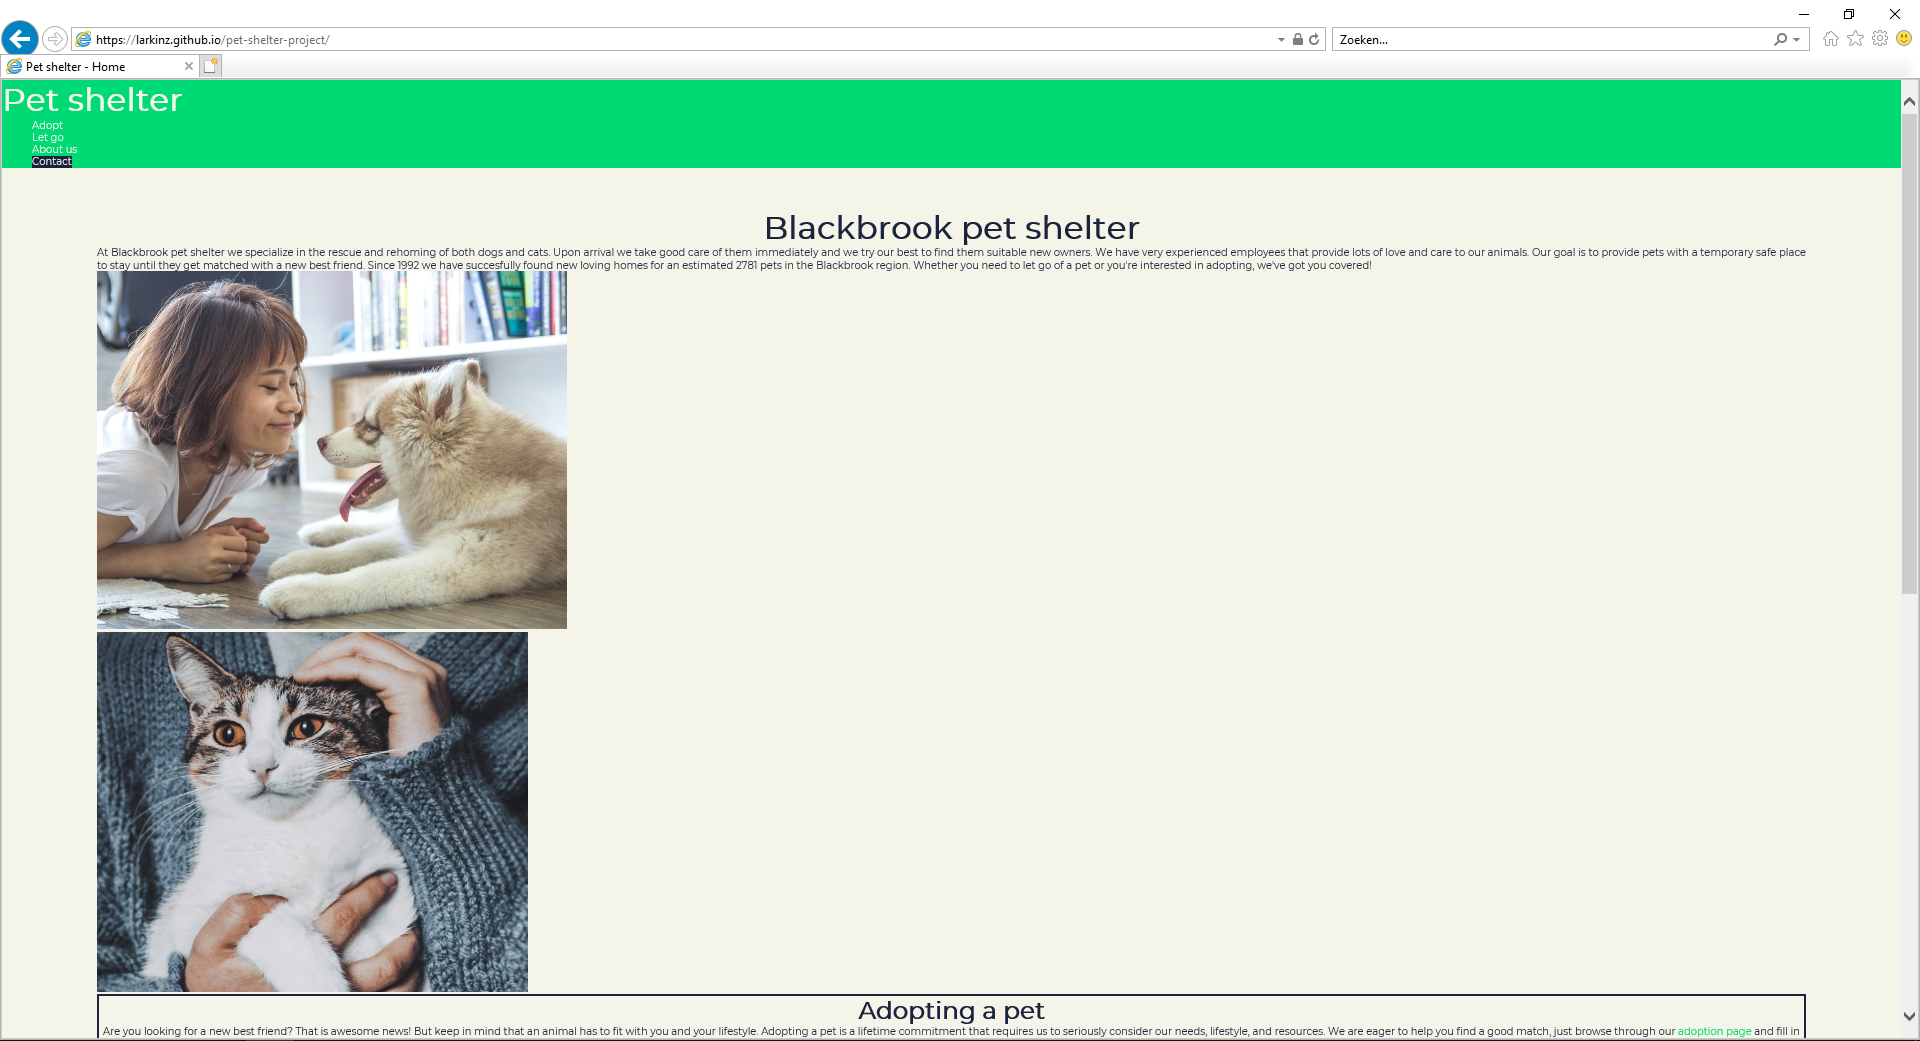 https://larkinz.github.io/pet-shelter-project/
Zoeken...
Pet shelter - Home
Pet shelter
Adopt
Let go
About us
Contact
Blackbrook pet shelter
At Blackbrook pet shelter we specialize in the rescue and rehoming of both dogs and cats. Upon arrival we take good care of them immediately and we try our best to find them suitable new owners. We have very experienced employees that provide lots of love and care to our animals. Our goal is to provide pets with a temporary safe place
to stay until they get matched with a new best friend. Since 1992 we have succesfully found new loving homes for an estimated 2781 pets in the Blackbrook region. Whether you need to let go of a pet or you're interested in adopting, we've got you covered!
Adopting a pet
Are you looking for a new best friend? That is awesome news! But keep in mind that an animal has to fit with you and your lifestyle. Adopting a pet is a lifetime commitment that requires us to seriously consider our needs, lifestyle, and resources. We are eager to help you find a good match, just browse through our adoption page and fill in